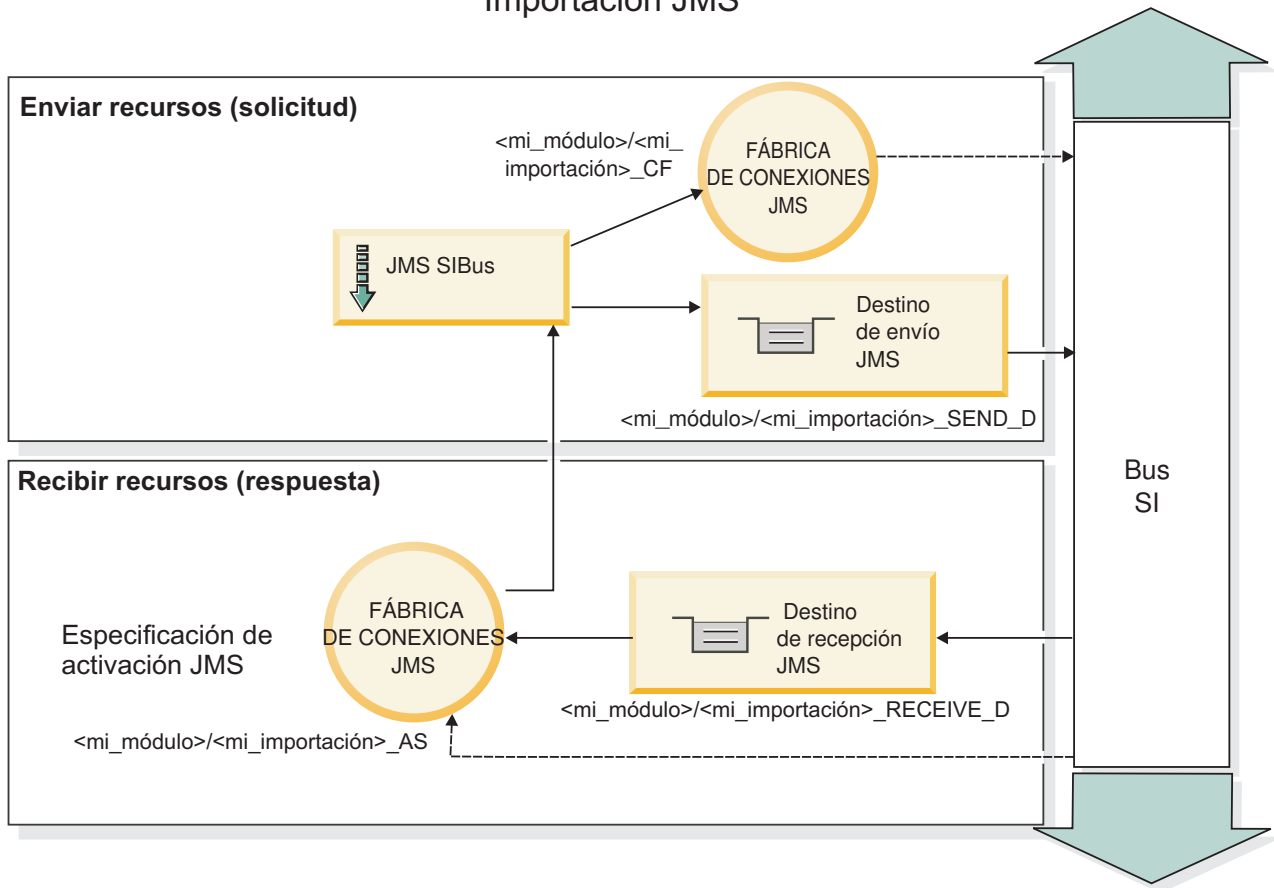 Importación JMS
Enviar recursos (solicitud)
<mi_módulo>/<mi_
importación>_CF
FÁBRICA
DE CONEXIONES
JMS
JMS SIBus
Destino
de envío
JMS
<mi_módulo>/<mi_importación>_SEND_D
Bus
SI
Recibir recursos (respuesta)
Especificación de
activación JMS
FÁBRICA
DE CONEXIONES
JMS
Destino
de recepción
JMS
<mi_módulo>/<mi_importación>_RECEIVE_D
<mi_módulo>/<mi_importación>_AS